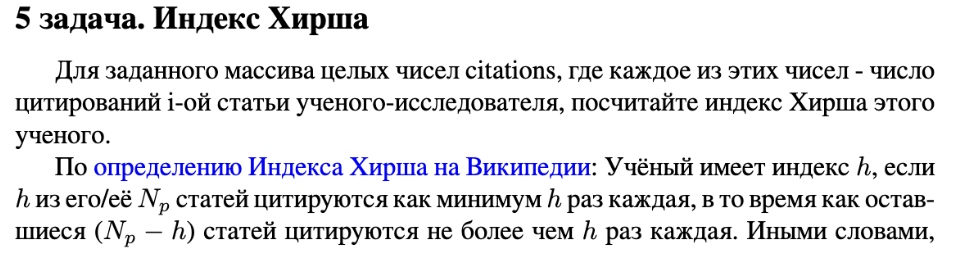 5 задача. Индекс Хирша
Для заданного массива целых чисел citations, где каждое из этих чисел - число
цитирований i-ой статьи ученого-исследователя, посчитайте индекс Хирша этого
ученого.
По определению Индекса Хирша на Википедии: Учёный имеет индекс h, если
h из его/её Nₚ статей цитируются как минимум h раз каждая, в то время как остав-
шиеся (Nₚ − h) статей цитируются не более чем h раз каждая. Иными словами,